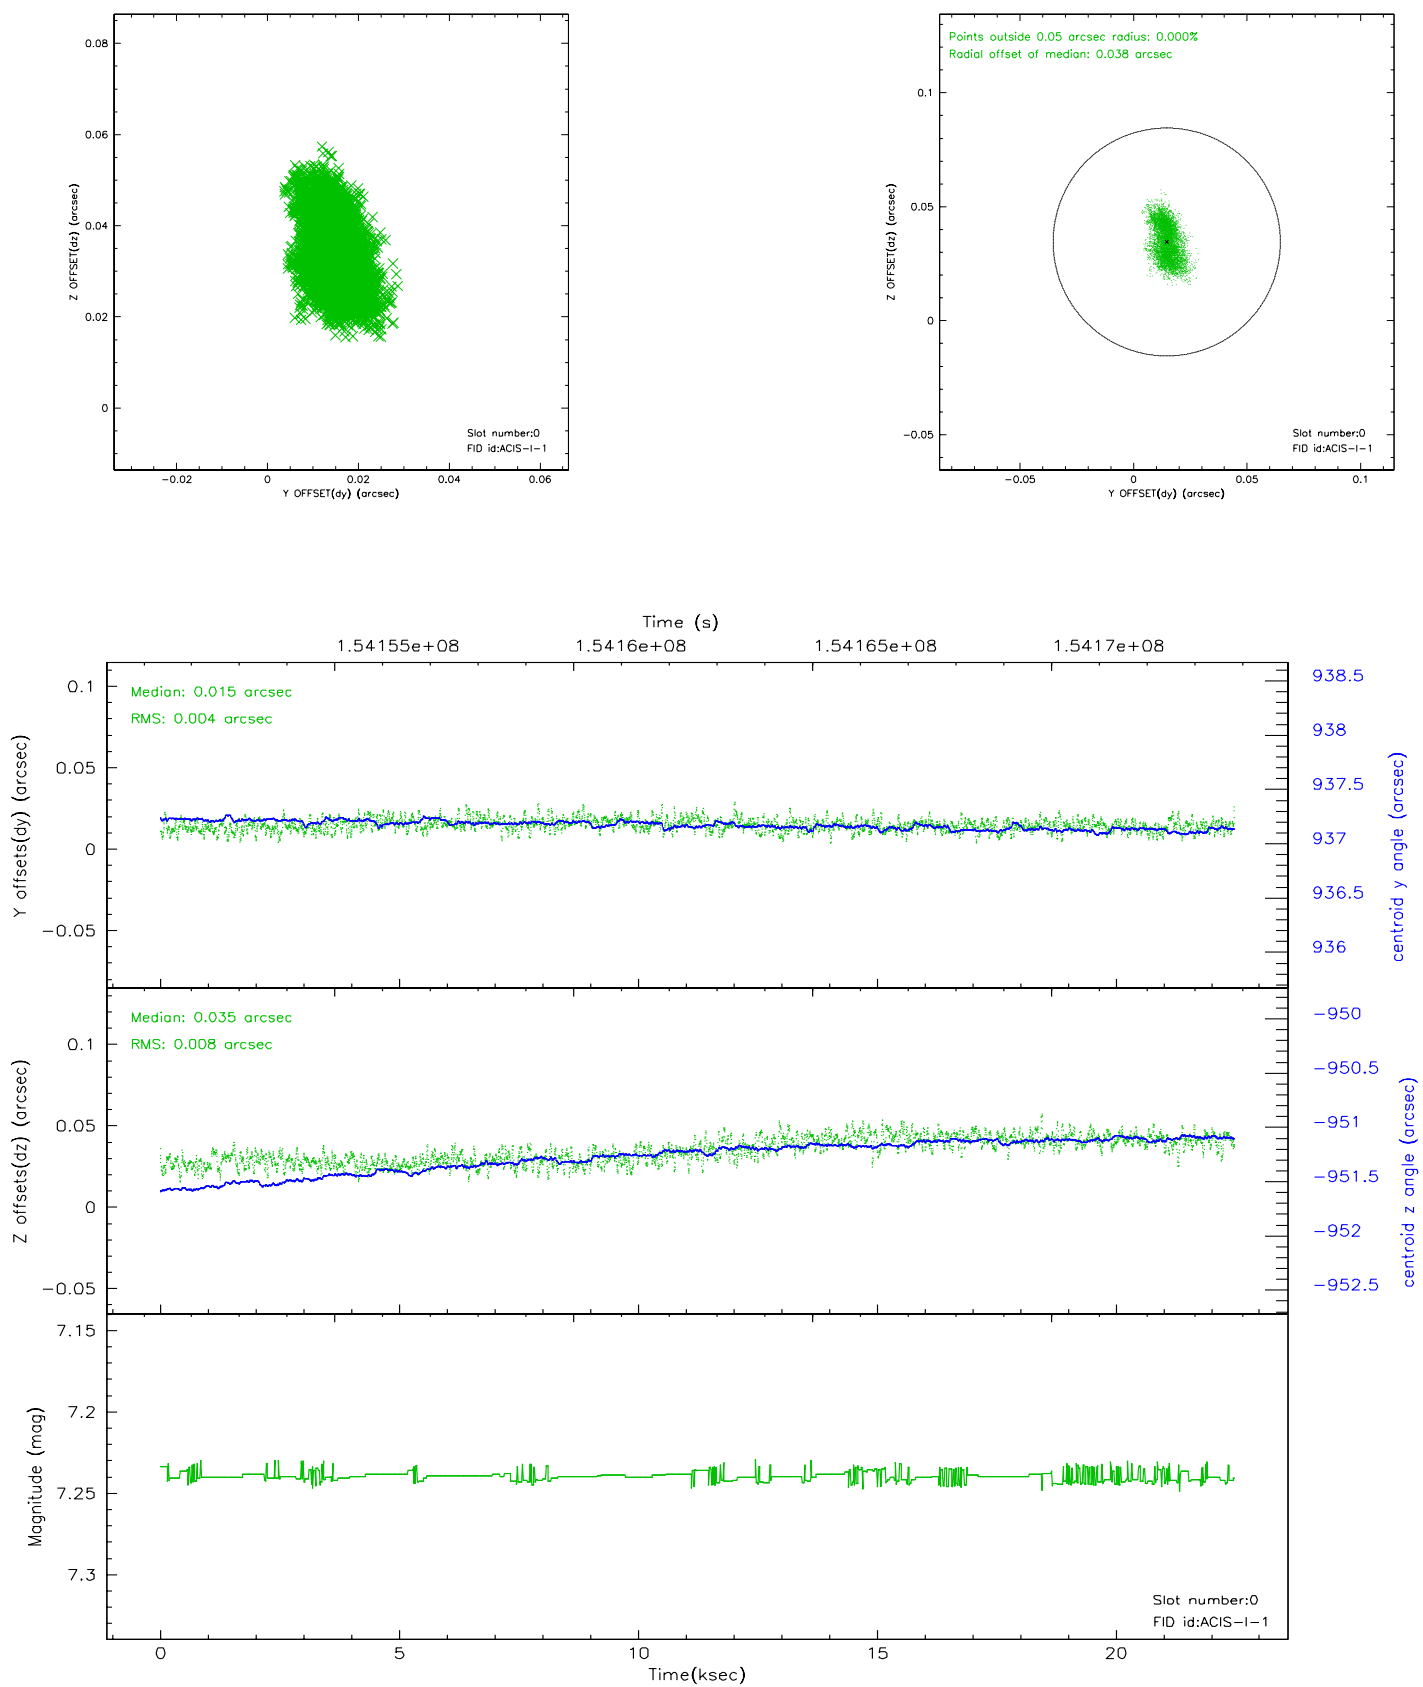 0.08
0.06
0.04
0.02
0
Z OFFSET(dz) (arcsec)
Slot number:0
FID id:ACIS-I-1
-0.02 0 0.02 0.04 0.06
Y OFFSET(dy) (arcsec)
Points outside 0.05 arcsec radius: 0.000%
Radial offset of median: 0.038 arcsec
0.1
0.05
0
-0.05
Z OFFSET(dz) (arcsec)
Slot number:0
FID id:ACIS-I-1
-0.05 0 0.05 0.1
Y OFFSET(dy) (arcsec)
Time (s)
1.54155e+08 1.5416e+08 1.54165e+08 1.5417e+08
Median: 0.015 arcsec
RMS: 0.004 arcsec
0.1
0.05
0
-0.05
Y offsets(dy) (arcsec)
938.5
938
937.5
937
936.5
936
centroid y angle (arcsec)
Median: 0.035 arcsec
RMS: 0.008 arcsec
0.1
0.05
0
-0.05
Z offsets(dz) (arcsec)
-950
-950.5
-951
-951.5
-952
-952.5
centroid z angle (arcsec)
7.15
7.2
7.25
7.3
Magnitude (mag)
Slot number:0
FID id:ACIS-I-1
0 5 10 15 20
Time(ksec)